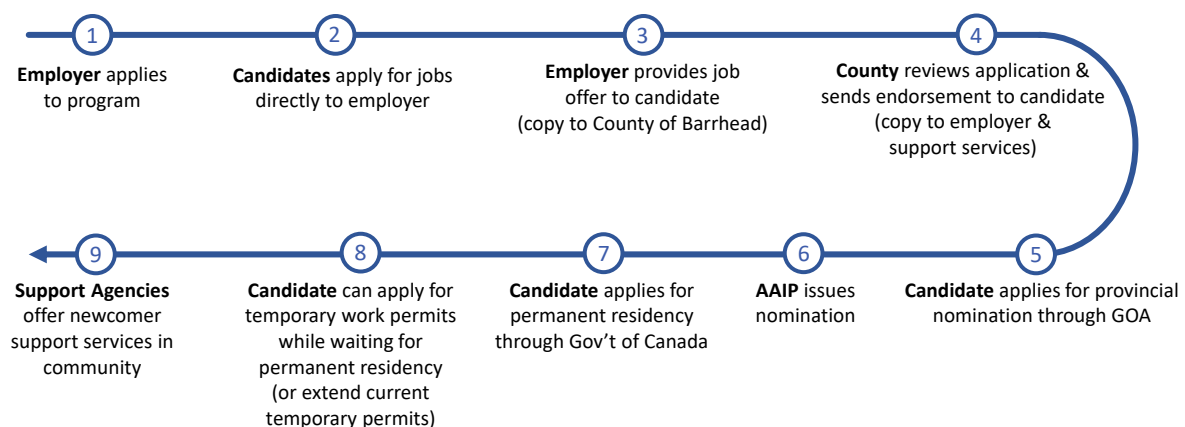 1
Employer applies
to program
2
Candidates apply for jobs
directly to employer
3
Employer provides job
offer to candidate
(copy to County of Barrhead)
4
County reviews application &
sends endorsement to candidate
(copy to employer &
support services)
5
Candidate applies for provincial
nomination through GOA
6
AAIP issues
nomination
7
Candidate applies for
permanent residency
through Gov’t of Canada
8
Candidate can apply for
temporary work permits
while waiting for
permanent residency
(or extend current
temporary permits)
9
Support Agencies
offer newcomer
support services in
community